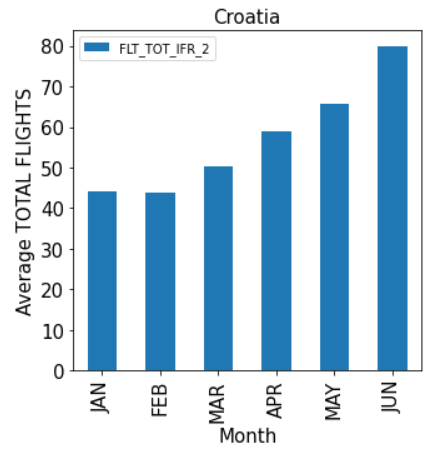 Croatia
FLT_TOT_IFR_2
Average TOTAL FLIGHTS
80
70
60
50
40
30
20
10
0
JAN
FEB
MAR
APR
MAY
JUN
Month